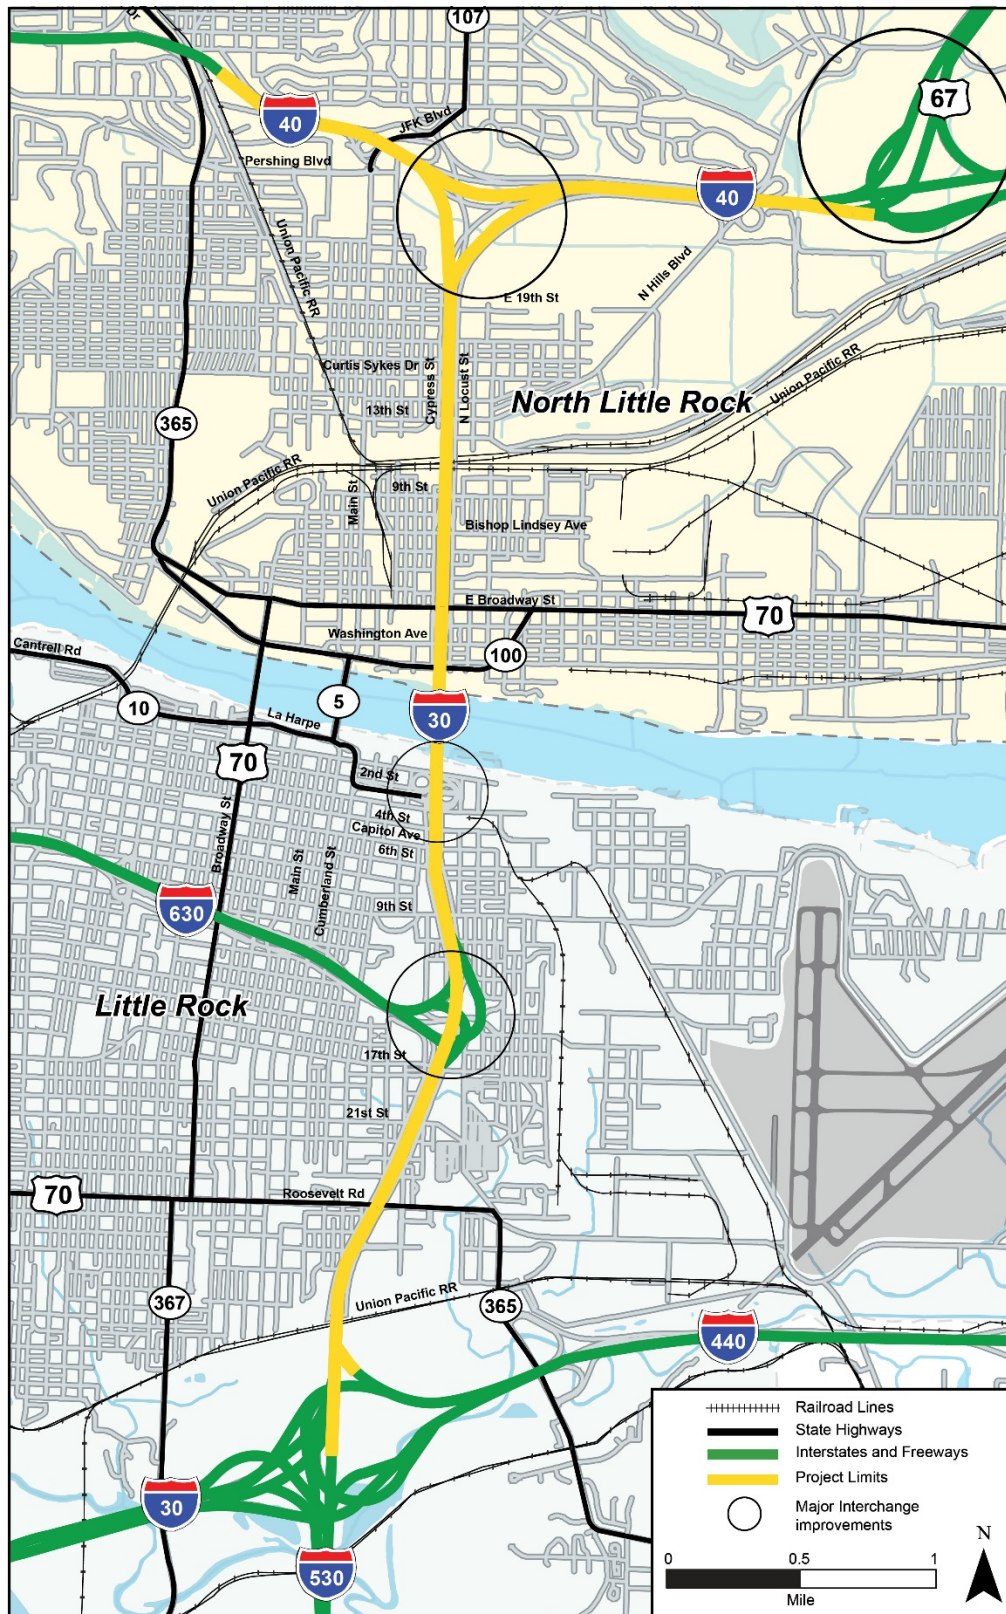 Dr
107
67
40
JFK Blvd
Pershing Blvd
40
Union Pacific RR
N Hills Blvd
E 19th St
Curtis Sykes Dr
Cypress St
N Locust St
Union Pacific RR
13th St
North Little Rock
365
Union Pacific RR
Main St
9th St
Bishop Lindsey Ave
E Broadway St
70
Washington Ave
Cantrell Rd
100
10
5
La Harpe
30
70
2nd St
4th St
Capitol Ave
6th St
Broadway St
Main St
Cumberland St
630
9th St
Little Rock
17th St
21st St
70
Roosevelt Rd
367
Union Pacific RR
365
440
30
530
Railroad Lines
State Highways
Interstates and Freeways
Project Limits
Major Interchange
improvements
N
0 0.5 1
Mile